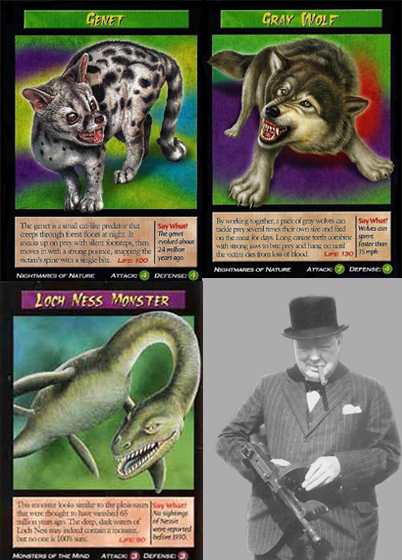 GENET
The genet is a small cat-like predator that
creeps through forest floors at night. It
sneaks up on prey with silent footsteps, then
moves in with a strong pounce, snapping the
victim's spine with a single bite. LIFE: 100
Say What!
The genet
evolved about
24 million
years ago.
NIGHTMARES OF NATURE ATTACK: 4 DEFENSE: 4
GRAY WOLF
By working together, a pack of gray wolves can
tackle prey several times their own size and feed
on the meat for days. Long canine teeth combine
with strong jaws to bite prey and hang on until
the victim dies from loss of blood. LIFE: 130
Say What!
Wolves can
sprint
faster than
35 mph.
NIGHTMARES OF NATURE ATTACK: 7 DEFENSE: 4
LOCH NESS MONSTER
This monster looks similar to the plesiosaurs
that were thought to have vanished 65
million years ago. The deep, dark waters of
Loch Ness may indeed contain a monster,
but no one is 100% sure. LIFE: 90
Say What!
No sightings
of Nessie
were reported
before 1930.
MONSTERS OF THE MIND ATTACK: 3 DEFENSE: 3